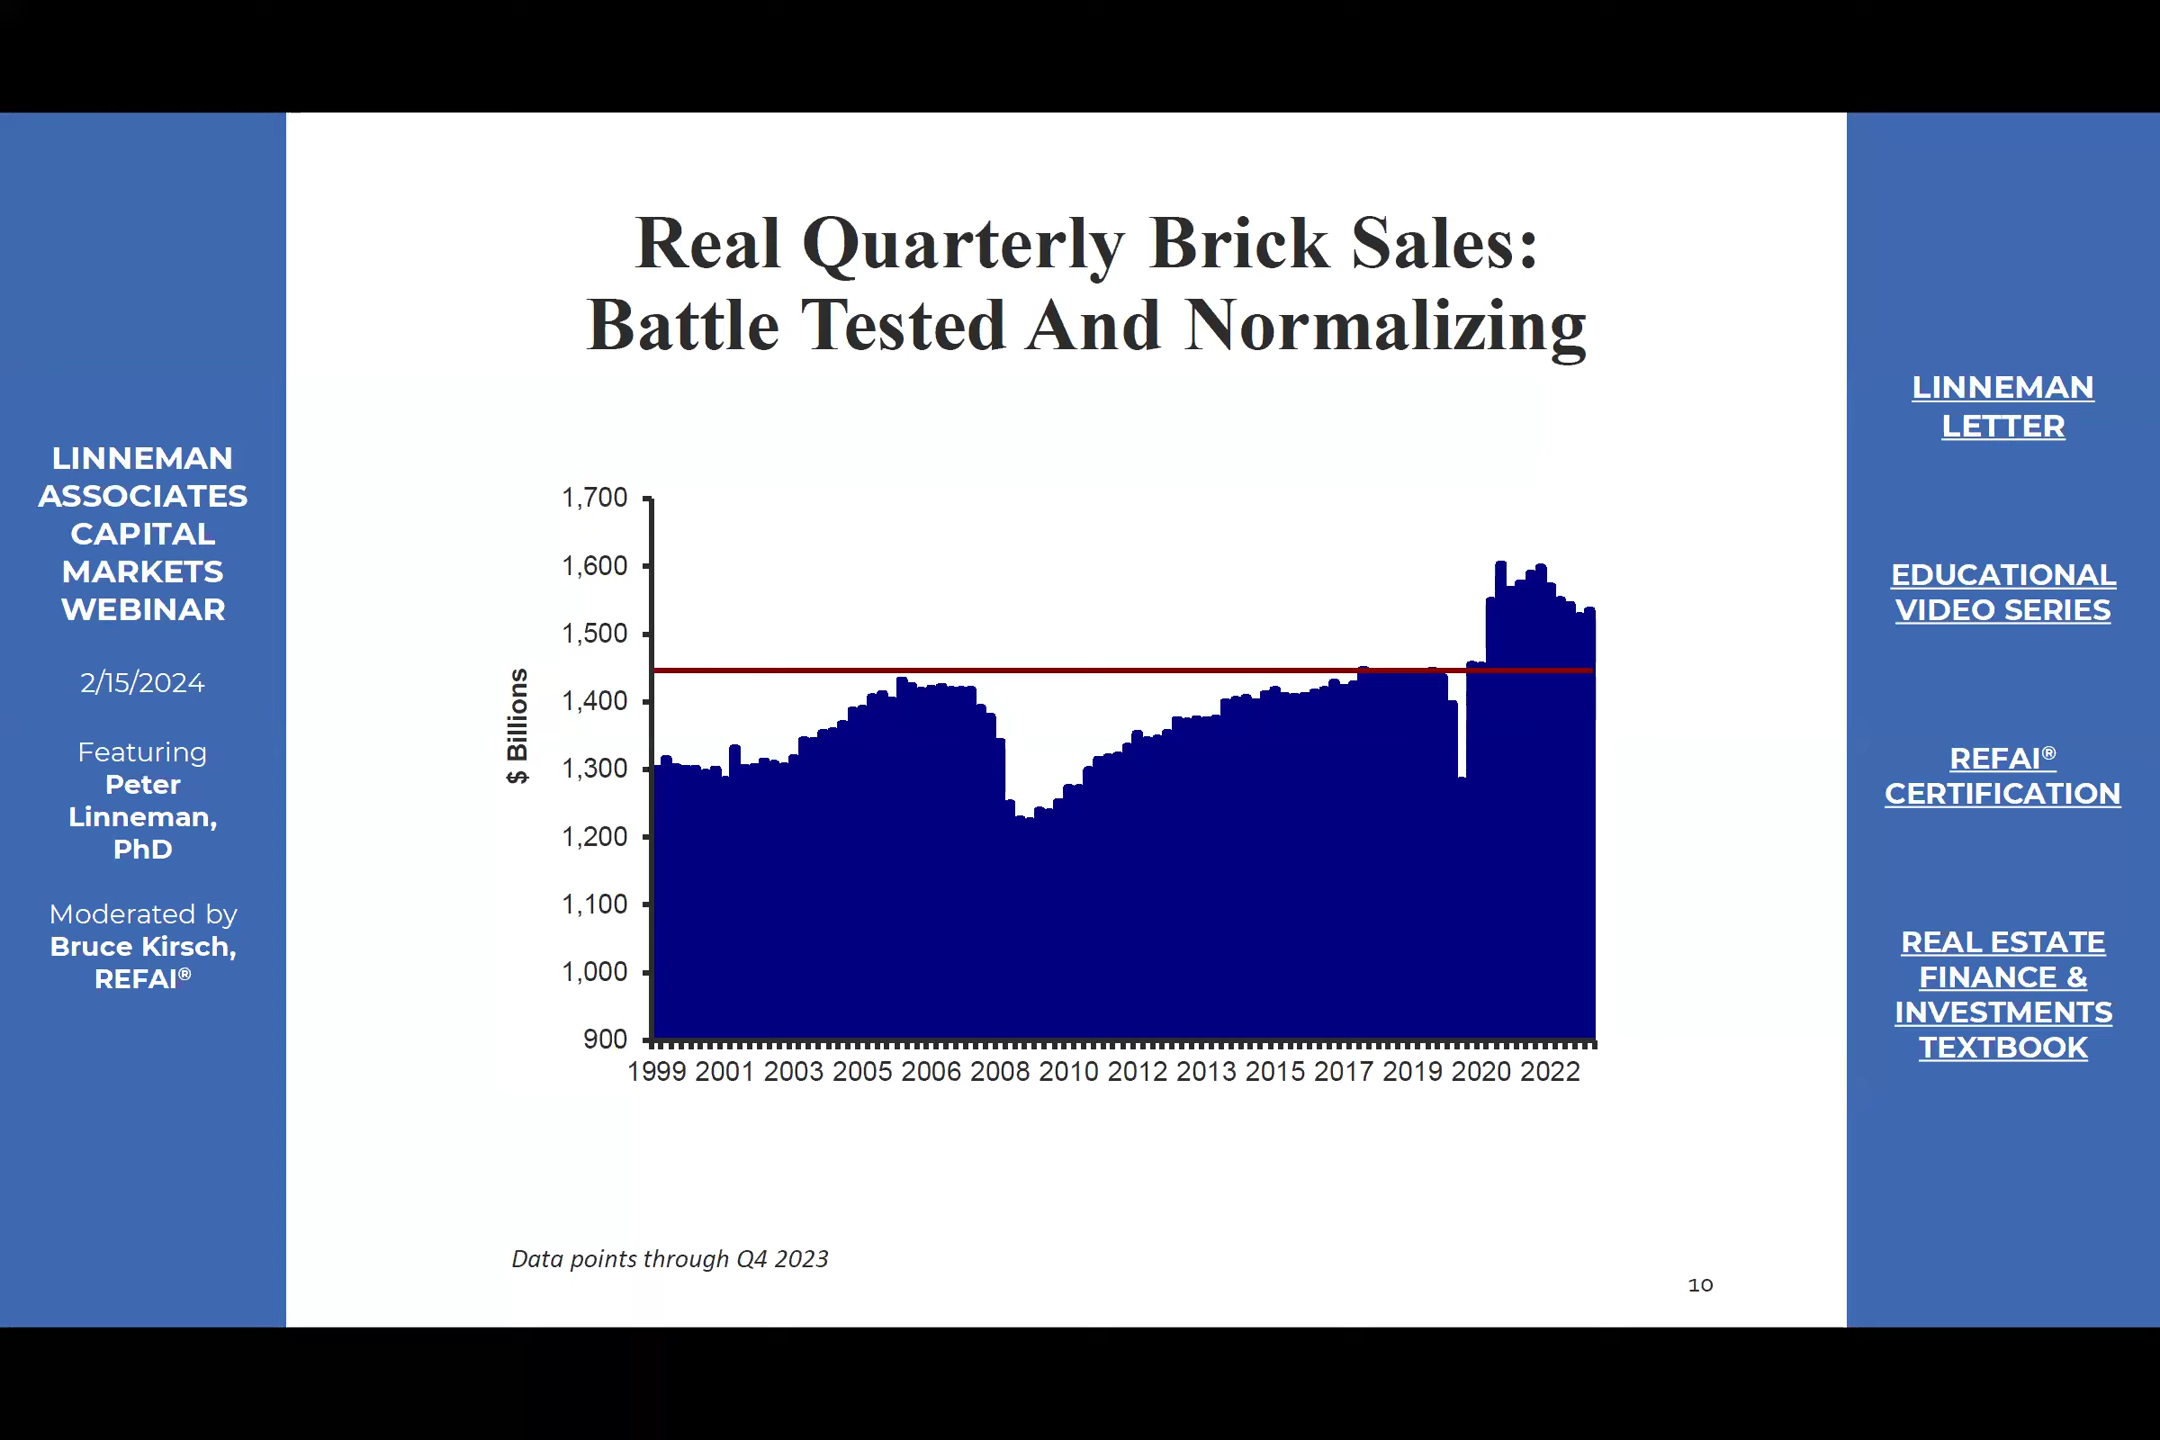 Real Quarterly Brick Sales:
Battle Tested And Normalizing
LINNEMAN
ASSOCIATES
CAPITAL
MARKETS
WEBINAR
2/15/2024
Featuring
Peter
Linneman,
PhD
Moderated by
Bruce Kirsch,
REFAI®
$ Billions
1,700
1,600
1,500
1,400
1,300
1,200
1,100
1,000
900
1999 2001 2003 2005 2006 2008 2010 2012 2013 2015 2017 2019 2020 2022
Data points through Q4 2023
10
LINNEMAN
LETTER
EDUCATIONAL
VIDEO SERIES
REFAI®
CERTIFICATION
REAL ESTATE
FINANCE &
INVESTMENTS
TEXTBOOK